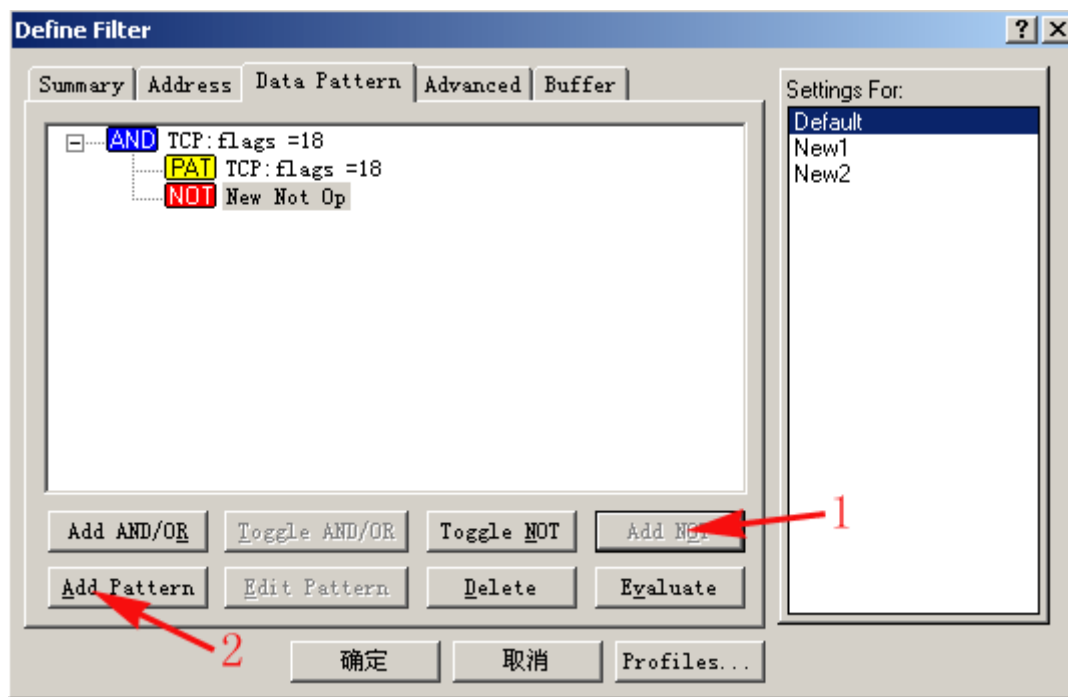 Define Filter
Summary Address Data Pattern Advanced Buffer
Settings For:
AND TCP:flags =18
PAT TCP:flags =18
NOT New Not Op
Default
New1
New2
Add AND/OR Toggle AND/OR Toggle NOT Add NOT
1
Add Pattern Edit Pattern Delete Evaluate
2
确定 取消 Profiles...